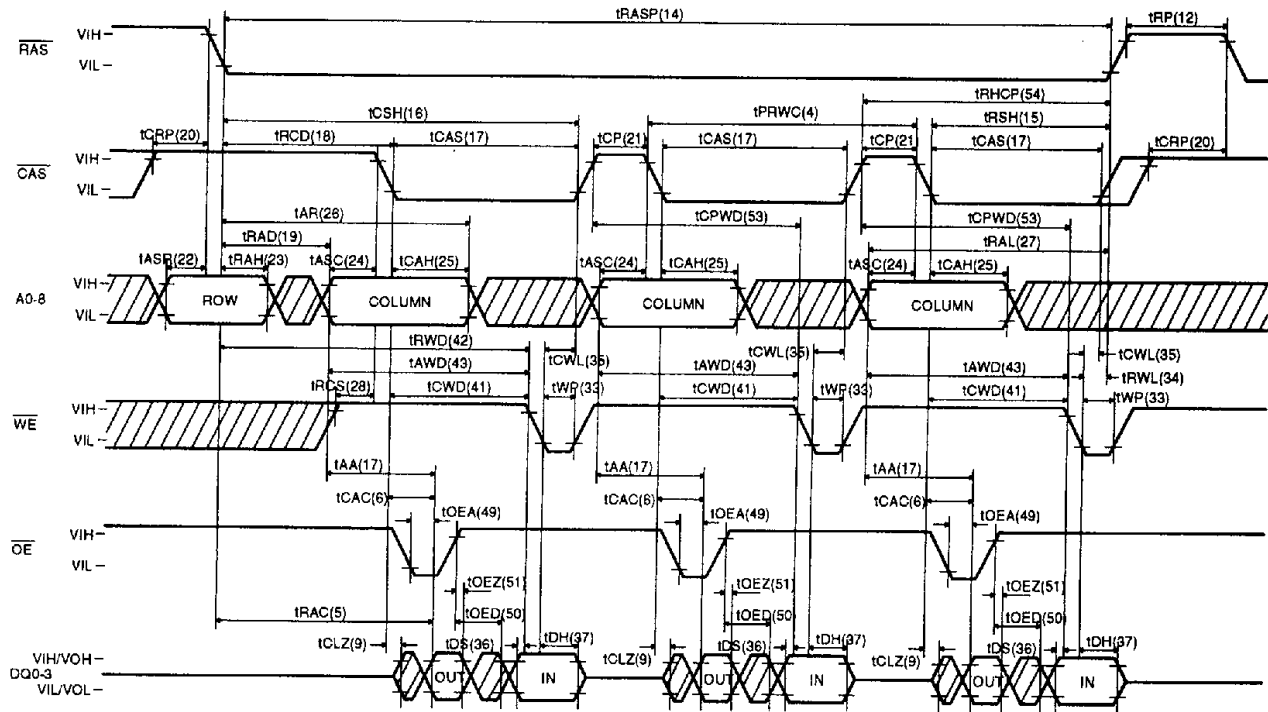 tRASP(14)
tRP(12)
RAS
VIH
VIL
tRHCP(54)
tCSH(16)
tPRWC(4)
tRSH(15)
tCRP(20)
tRCD(18)
tCAS(17)
tCP(21)
tCAS(17)
tCP(21
tCAS(17)
tCRP(20)
CAS
VIH
VIL
tAR(26)
tCPWD(53)
tCPWD(53)
tRAD(19)
tRAL(27)
tASR(22)
tRAH(23)
tASC(24)
tCAH(25)
tASC(24)
tCAH(25)
tASC(24)
tCAH(25)
A0-8
VIH
VIL
ROW
COLUMN
COLUMN
COLUMN
tRWD(42)
tCWL(35)
tCWL(35)
tCWL(35)
tAWD(43)
tAWD(43)
tAWD(43)
tRWL(34)
tRCS(28)
tCWD(41)
tWP(33)
tCWD(41)
tWP(33)
tCWD(41)
tWP(33)
WE
VIH
VIL
tAA(17)
tAA(17)
tAA(17)
tCAC(6)
tCAC(6)
tCAC(6)
tOEA(49)
tOEA(49)
tOEA(49)
OE
VIH
VIL
tOEZ(51)
tOEZ(51)
tOEZ(51)
tRAC(5)
tOED(50)
tOED(50)
tOED(50)
tCLZ(9)
tDS(36)
tDH(37)
tCLZ(9)
tDS(36)
tDH(37)
tCLZ(9)
tDS(36)
tDH(37)
VIH/VOH
DQ0-3
VIL/VOL
OUT
IN
OUT
IN
OUT
IN